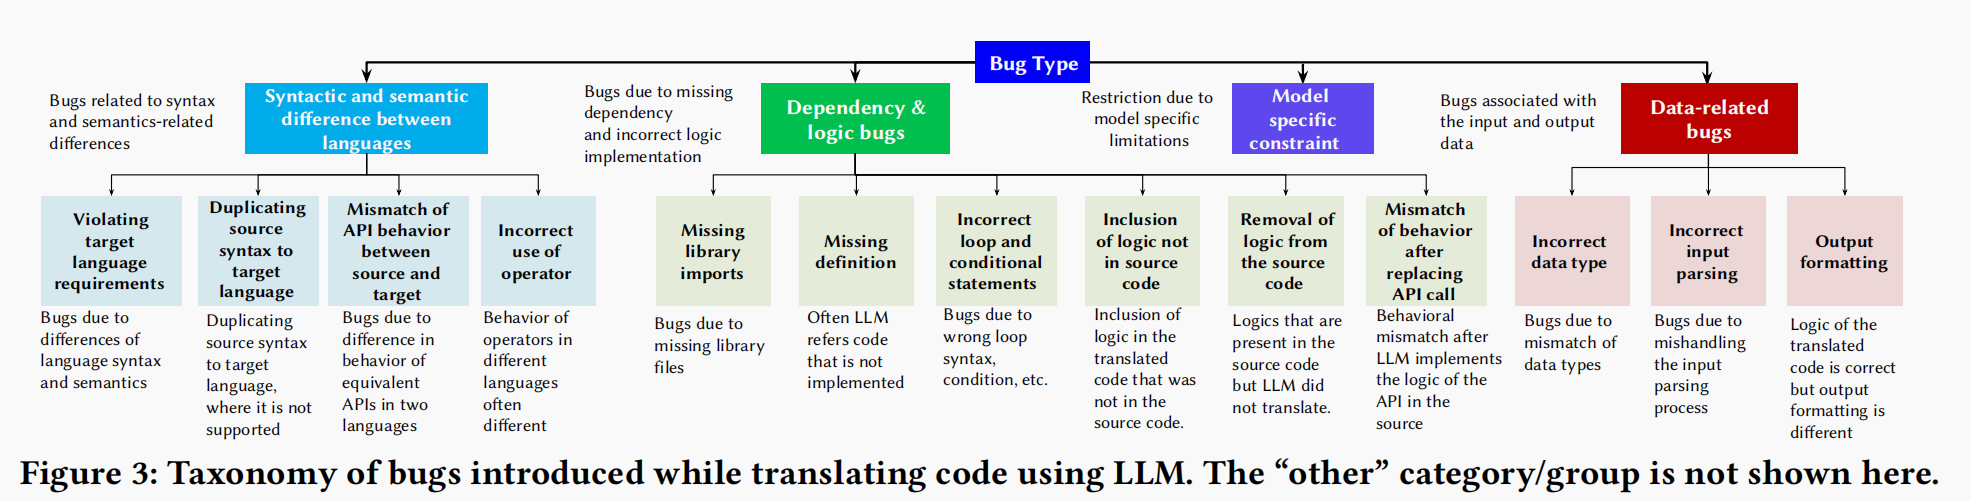 Bug Type
Bugs related to syntax
and semantics-related
differences
Syntactic and semantic
difference between
languages
Bugs due to missing
dependency
and incorrect logic
implementation
Dependency &
logic bugs
Restriction due to
model specific
limitations
Model
specific
constraint
Bugs associated with
the input and output
data
Data-related
bugs
Violating
target
language
requirements
Duplicating
source
syntax to
target
language
Mismatch of
API behavior
between
source and
target
Incorrect
use of
operator
Missing
library
imports
Missing
definition
Incorrect
loop and
conditional
statements
Inclusion
of logic not
in source
code
Removal of
logic from
the source
code
Mismatch
of behavior
after
replacing
API call
Incorrect
data type
Incorrect
input
parsing
Output
formatting
Bugs due to
differences of
language syntax
and semantics
Duplicating
source syntax
to target
language,
where it is not
supported
Bugs due to
difference in
behavior of
equivalent
APIs in two
languages
Behavior of
operators in
different
languages
often
different
Bugs due to
missing library
files
Often LLM
refers code
that is not
implemented
Bugs due to
wrong loop
syntax,
condition, etc.
Inclusion of
logic in the
translated
code that was
not in the
source code.
Logics that are
present in the
source code
but LLM did
not translate.
Behavioral
mismatch after
LLM implements
the logic of the
API in the
source
Bugs due to
mismatch of
data types
Bugs due to
mishandling
the input
parsing
process
Logic of the
translated
code is correct
but output
formatting is
different
Figure 3: Taxonomy of bugs introduced while translating code using LLM. The “other” category/group is not shown here.